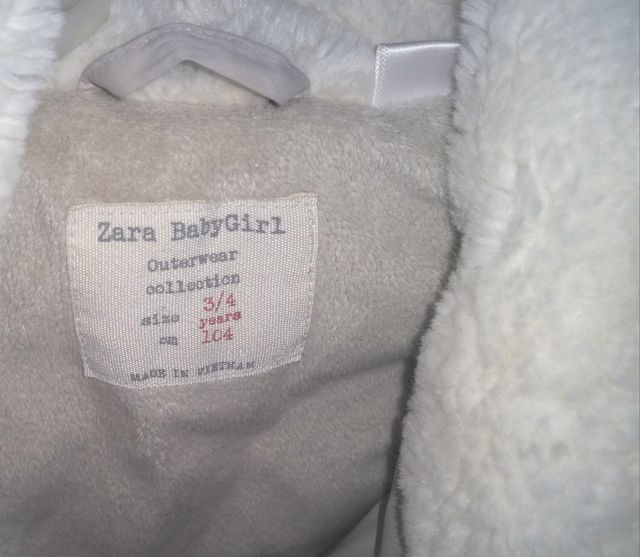 Zara BabyGirl
Outerwear
collection
size 3/4
years
cm 104
MADE IN VIETNAM